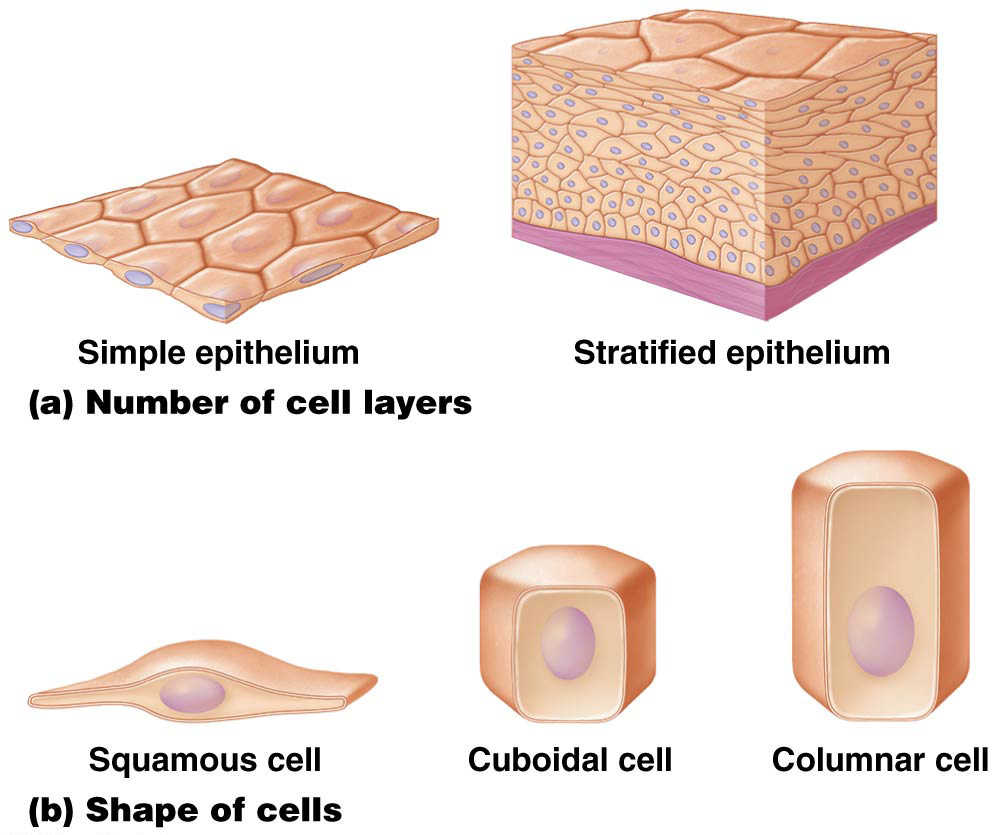 Simple epithelium
Stratified epithelium
(a) Number of cell layers
Squamous cell
Cuboidal cell
Columnar cell
(b) Shape of cells